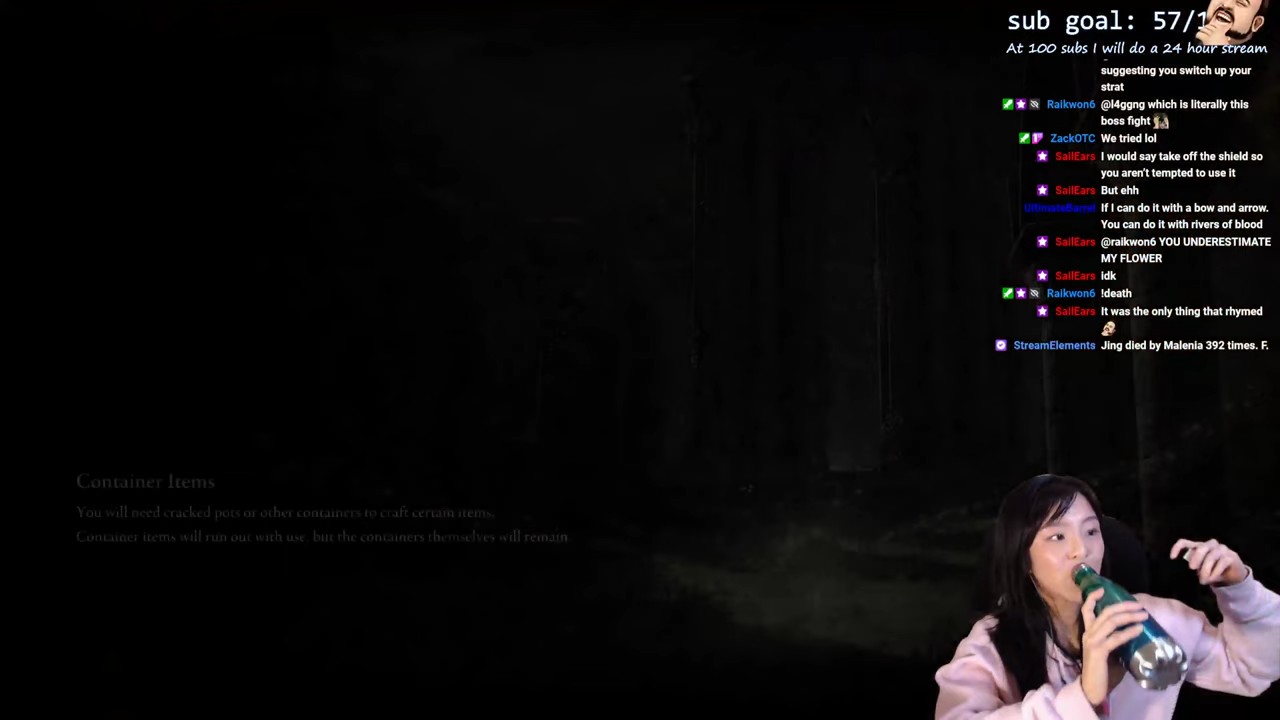 sub goal: 57/1
At 100 subs I will do a 24 hour stream
suggesting you switch up your
strat
Raikwon6 @l4ggng which is literally this
boss fight
ZackOTC We tried lol
SailEars I would say take off the shield so
you aren't tempted to use it
SailEars But ehh
UltimateBarrel If I can do it with a bow and arrow.
You can do it with rivers of blood
SailEars @raikwon6 YOU UNDERESTIMATE
MY FLOWER
SailEars Idk
Raikwon6 !death
SailEars It was the only thing that rhymed
StreamElements Jing died by Malenia 392 times. F.
Container Items
You will need cracked pots or other containers to craft certain items.
Container items will run out with use, but the containers themselves will remain.